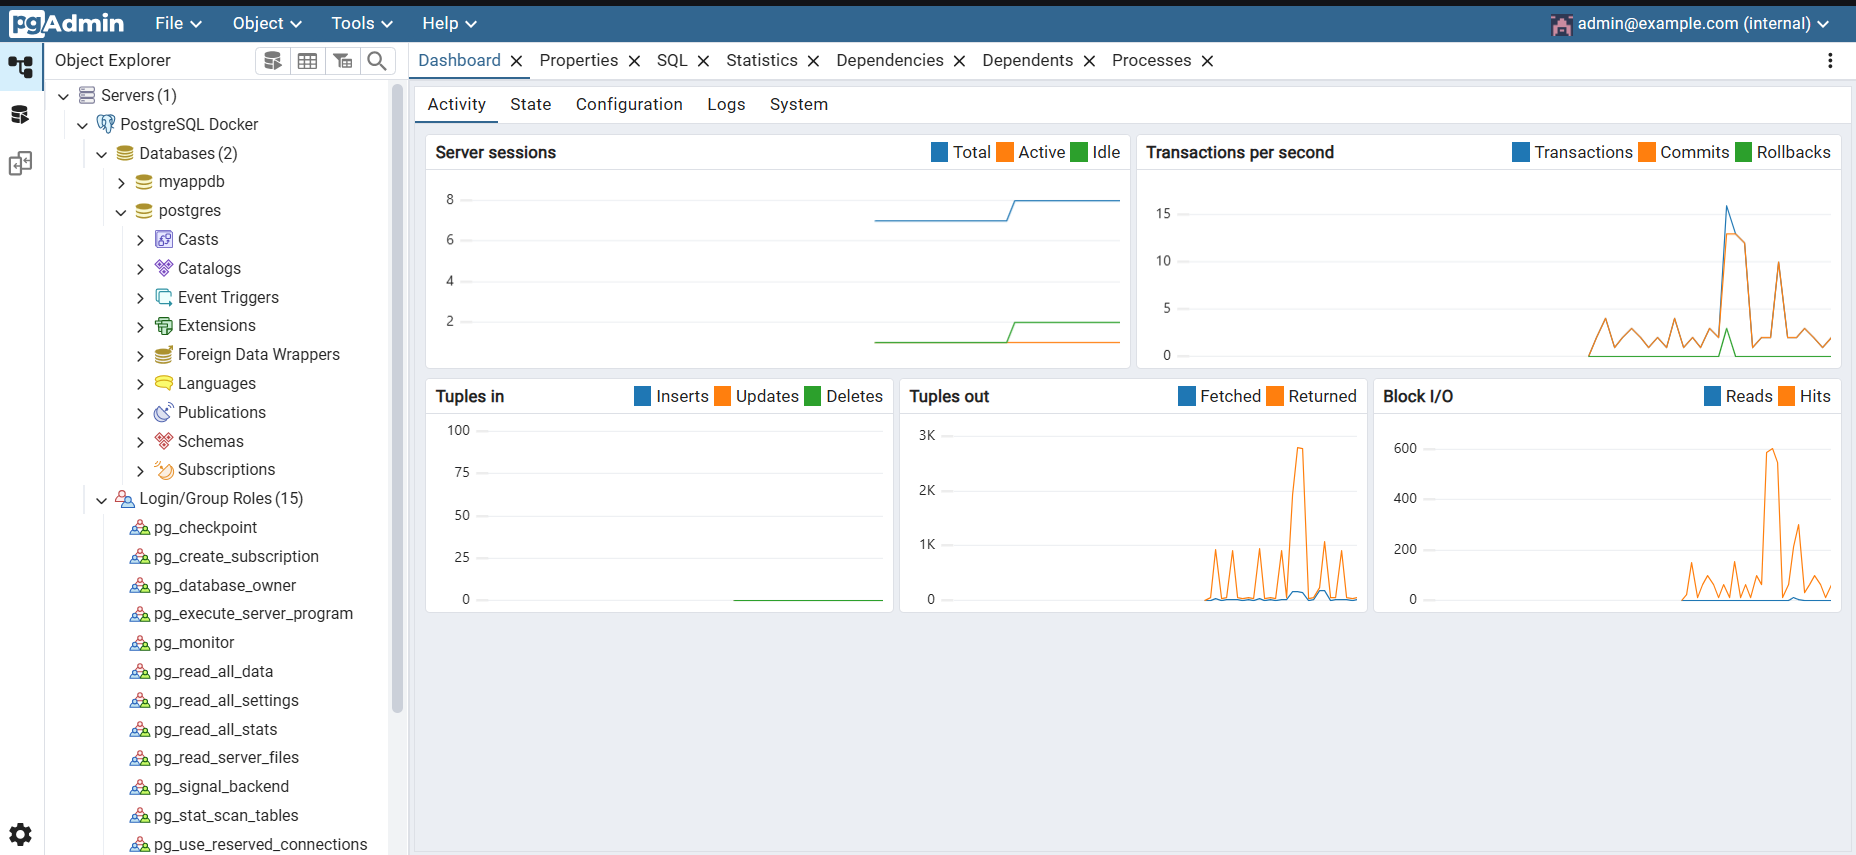 pgAdmin File Object Tools Help admin@example.com (internal)
Object Explorer
Dashboard Properties SQL Statistics Dependencies Dependents Processes
Servers (1)
PostgreSQL Docker
Databases (2)
myappdb
postgres
Casts
Catalogs
Event Triggers
Extensions
Foreign Data Wrappers
Languages
Publications
Schemas
Subscriptions
Login/Group Roles (15)
pg_checkpoint
pg_create_subscription
pg_database_owner
pg_execute_server_program
pg_monitor
pg_read_all_data
pg_read_all_settings
pg_read_all_stats
pg_read_server_files
pg_signal_backend
pg_stat_scan_tables
pg_use_reserved_connections
Activity State Configuration Logs System
Server sessions Total Active Idle
8
6
4
2
Transactions per second Transactions Commits Rollbacks
15
10
5
0
Tuples in Inserts Updates Deletes
100
75
50
25
0
Tuples out Fetched Returned
3K
2K
1K
0
Block I/O Reads Hits
600
400
200
0